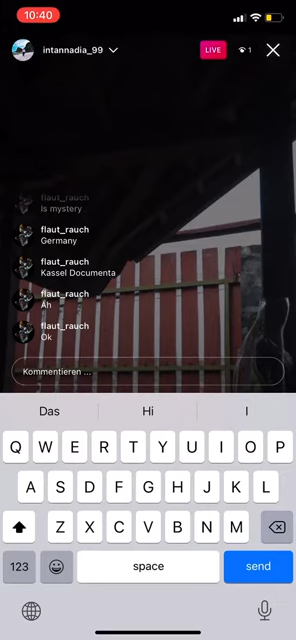 10:40
intannadia_99
LIVE
1
flaut_rauch
Is mystery
flaut_rauch
Germany
flaut_rauch
Kassel Documenta
flaut_rauch
Äh
flaut_rauch
Ok
Kommentieren ...
Das Hi I
Q W E R T Y U I O P
A S D F G H J K L
Z X C V B N M
123 space send